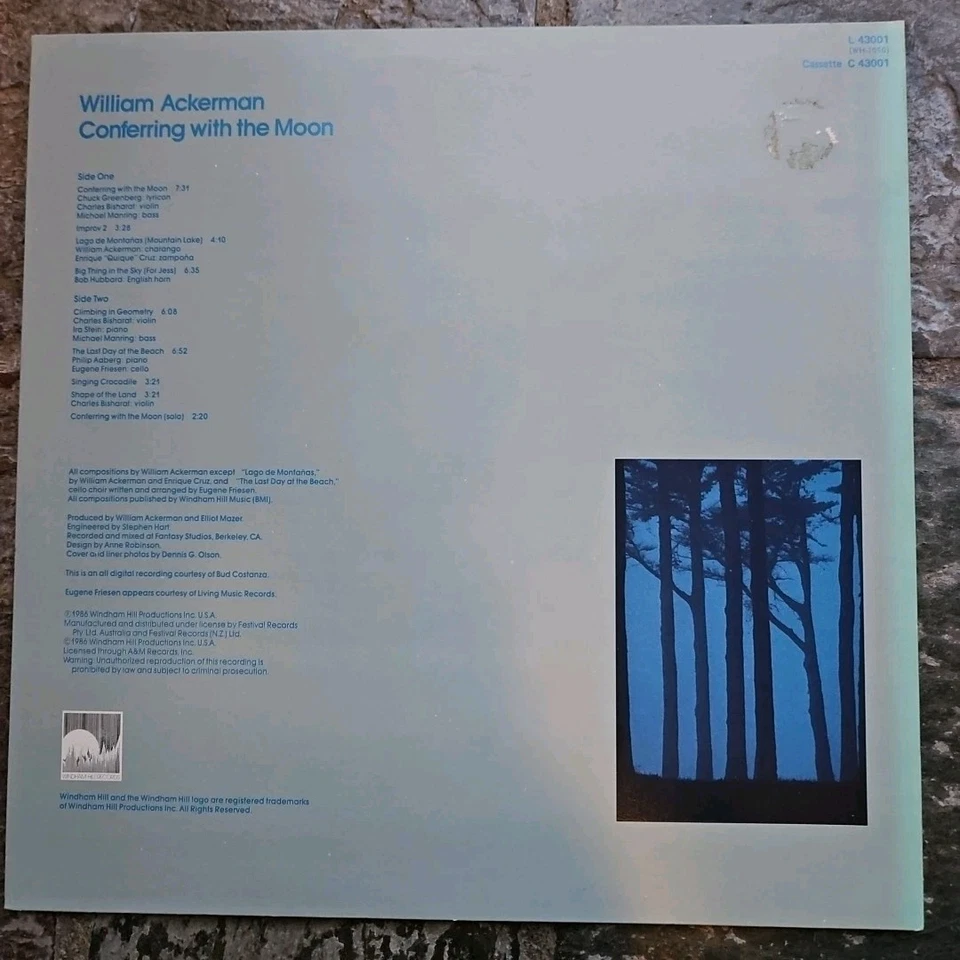 L 43001
(WH-1050)
Cassette C 43001
William Ackerman
Conferring with the Moon
Side One
Conferring with the Moon 7:31
Chuck Greenberg: lyricon
Charles Bisharat: violin
Michael Manring: bass
Improv 2 3:28
Lago de Montañas (Mountain Lake) 4:10
William Ackerman: charango
Enrique "Quique" Cruz: zampoña
Big Thing in the Sky (For Jess) 6:35
Bob Hubbard: English horn
Side Two
Climbing in Geometry 6:08
Charles Bisharat: violin
Ira Stein: piano
Michael Manring: bass
The Last Day at the Beach 6:52
Philip Aaberg: piano
Eugene Friesen: cello
Singing Crocodile 3:21
Shape of the Land 3:21
Charles Bisharat: violin
Conferring with the Moon (solo) 2:20
All compositions by William Ackerman except "Lago de Montañas,"
by William Ackerman and Enrique Cruz, and "The Last Day at the Beach,"
cello choir written and arranged by Eugene Friesen.
All compositions published by Windham Hill Music (BMI).
Produced by William Ackerman and Elliot Mazer.
Engineered by Stephen Hart.
Recorded and mixed at Fantasy Studios, Berkeley, CA.
Design by Anne Robinson.
Cover and liner photos by Dennis G. Olson.
This is an all digital recording courtesy of Bud Costanza.
Eugene Friesen appears courtesy of Living Music Records.
℗1986 Windham Hill Productions Inc. U.S.A.
Manufactured and distributed under license by Festival Records
Pty. Ltd. Australia and Festival Records (N.Z.) Ltd.
©1986 Windham Hill Productions Inc. U.S.A.
Licensed through A&M Records, Inc.
Warning: Unauthorized reproduction of this recording is
prohibited by law and subject to criminal prosecution.
WINDHAM HILL RECORDS
Windham Hill and the Windham Hill logo are registered trademarks
of Windham Hill Productions Inc. All Rights Reserved.